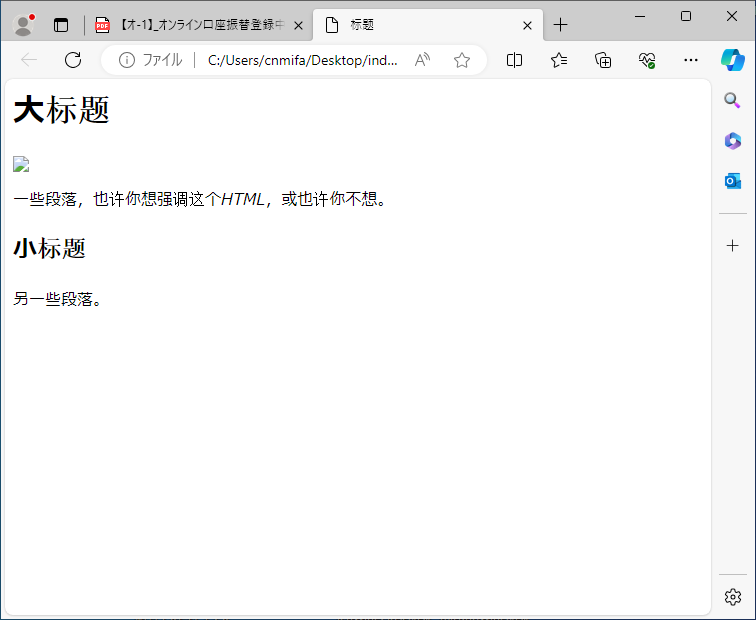 【オ-1】_オンライン口座振替登録中
标题
ファイル
C:/Users/cnmifa/Desktop/ind...
大标题
一些段落，也许你想强调这个HTML，或也许你不想。
小标题
另一些段落。